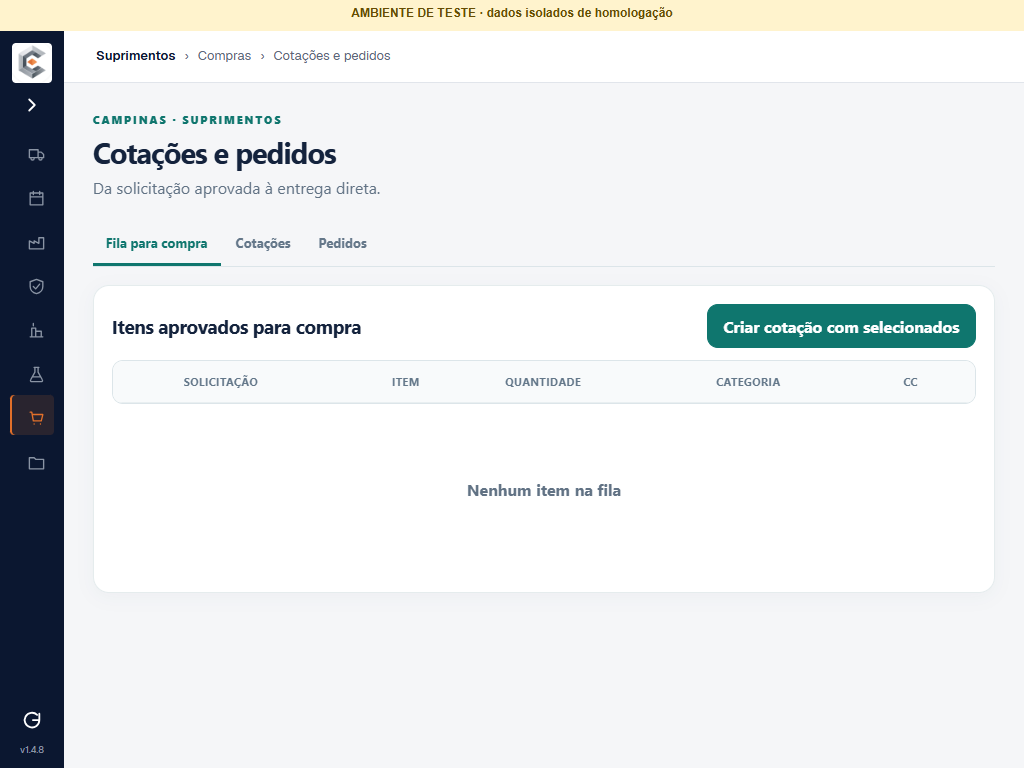 AMBIENTE DE TESTE · dados isolados de homologação
Suprimentos › Compras › Cotações e pedidos
CAMPINAS · SUPRIMENTOS
Cotações e pedidos
Da solicitação aprovada à entrega direta.
Fila para compra Cotações Pedidos
Itens aprovados para compra
Criar cotação com selecionados
SOLICITAÇÃO ITEM QUANTIDADE CATEGORIA CC
Nenhum item na fila
v1.4.8